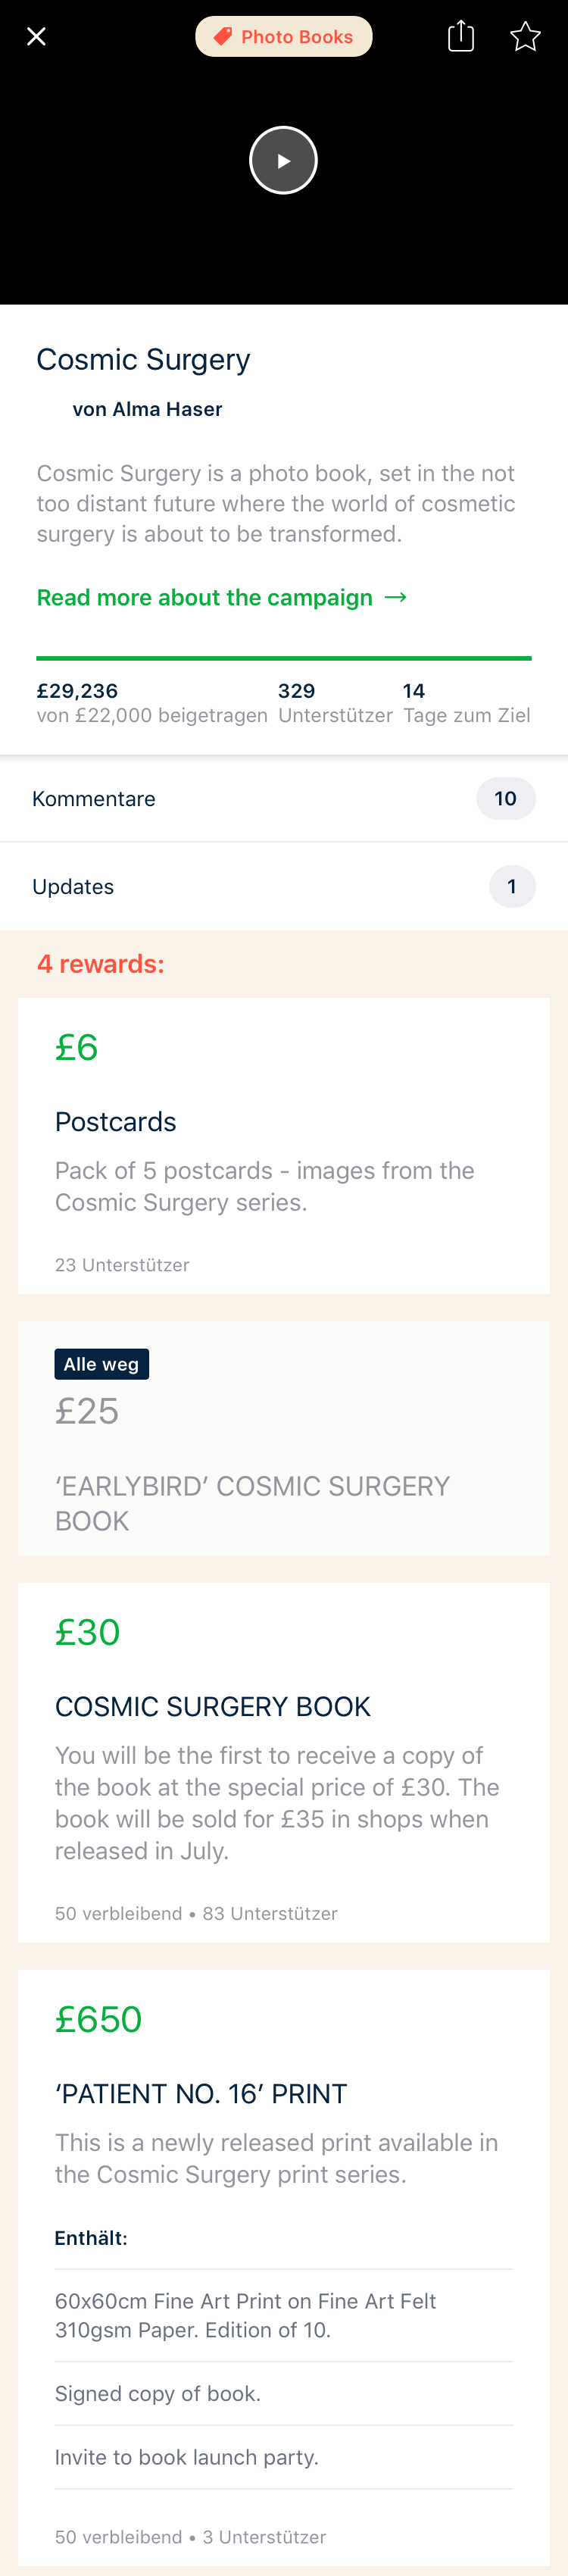 Photo Books
Cosmic Surgery
von Alma Haser
Cosmic Surgery is a photo book, set in the not
too distant future where the world of cosmetic
surgery is about to be transformed.
Read more about the campaign →
£29,236 329 14
von £22,000 beigetragen Unterstützer Tage zum Ziel
Kommentare 10
Updates 1
4 rewards:
£6
Postcards
Pack of 5 postcards - images from the
Cosmic Surgery series.
23 Unterstützer
Alle weg
£25
‘EARLYBIRD’ COSMIC SURGERY
BOOK
£30
COSMIC SURGERY BOOK
You will be the first to receive a copy of
the book at the special price of £30. The
book will be sold for £35 in shops when
released in July.
50 verbleibend • 83 Unterstützer
£650
‘PATIENT NO. 16’ PRINT
This is a newly released print available in
the Cosmic Surgery print series.
Enthält:
60x60cm Fine Art Print on Fine Art Felt
310gsm Paper. Edition of 10.
Signed copy of book.
Invite to book launch party.
50 verbleibend • 3 Unterstützer